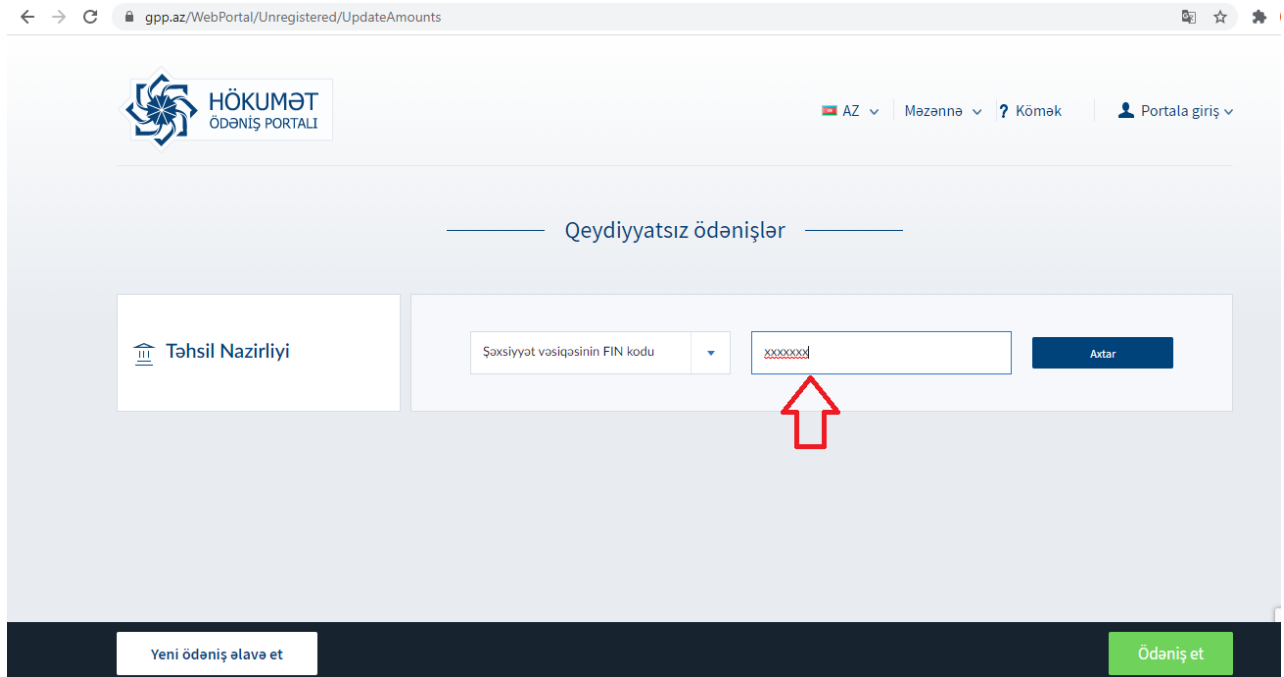 gpp.az/WebPortal/Unregistered/UpdateAmounts
HÖKUMƏT
ÖDƏNİŞ PORTALI
AZ
Məzənnə
? Kömək
Portala giriş
Qeydiyyatsız ödənişlər
Təhsil Nazirliyi
Şəxsiyyət vəsiqəsinin FIN kodu
xxxxxxx
Axtar
Yeni ödəniş əlavə et
Ödəniş et